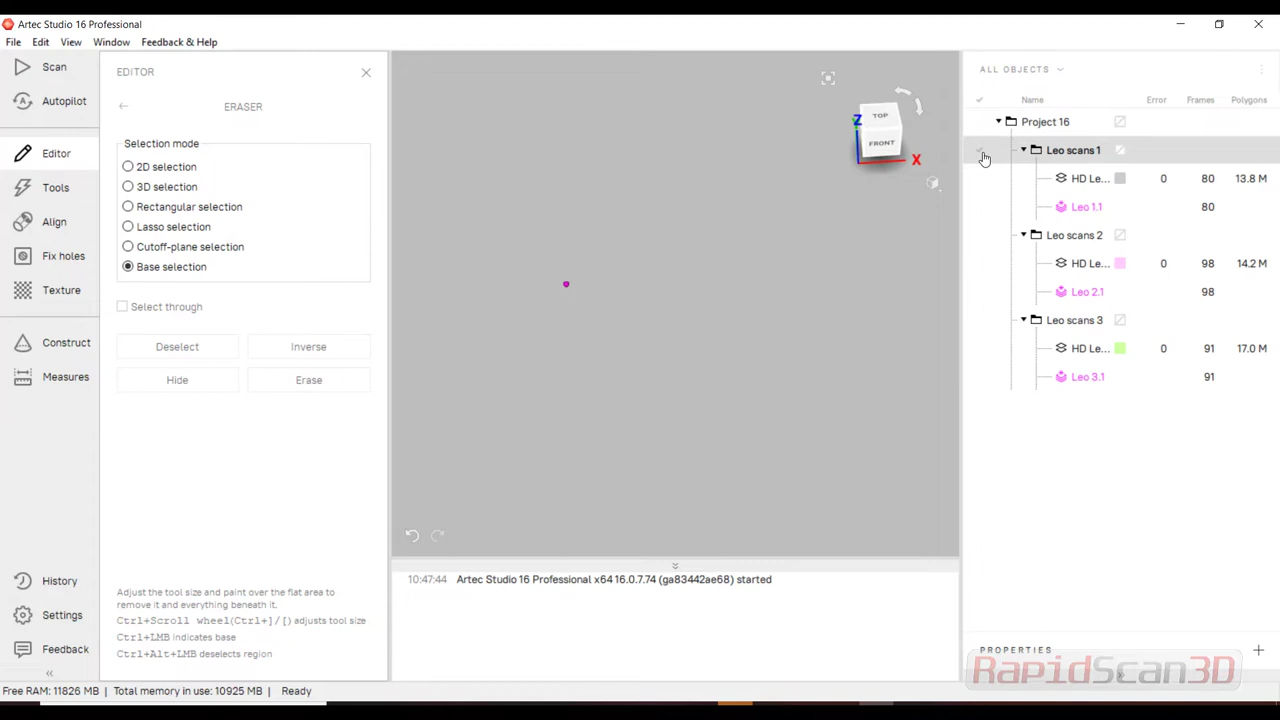 Artec Studio 16 Professional
File Edit View Window Feedback & Help
Scan
Autopilot
Editor
Tools
Align
Fix holes
Texture
Construct
Measures
History
Settings
Feedback
EDITOR
ERASER
Selection mode
2D selection
3D selection
Rectangular selection
Lasso selection
Cutoff-plane selection
Base selection
Select through
Deselect Inverse
Hide Erase
Adjust the tool size and paint over the flat area to
remove it and everything beneath it.
Ctrl+Scroll wheel(Ctrl+]/[) adjusts tool size
Ctrl+LMB indicates base
Ctrl+Alt+LMB deselects region
TOP
FRONT
Z
X
10:47:44 Artec Studio 16 Professional x64 16.0.7.74 (ga83442ae68) started
ALL OBJECTS
Name Error Frames Polygons
Project 16
Leo scans 1
HD Le... 0 80 13.8 M
Leo 1.1 80
Leo scans 2
HD Le... 0 98 14.2 M
Leo 2.1 98
Leo scans 3
HD Le... 0 91 17.0 M
Leo 3.1 91
PROPERTIES
RapidScan3D
Free RAM: 11826 MB | Total memory in use: 10925 MB | Ready